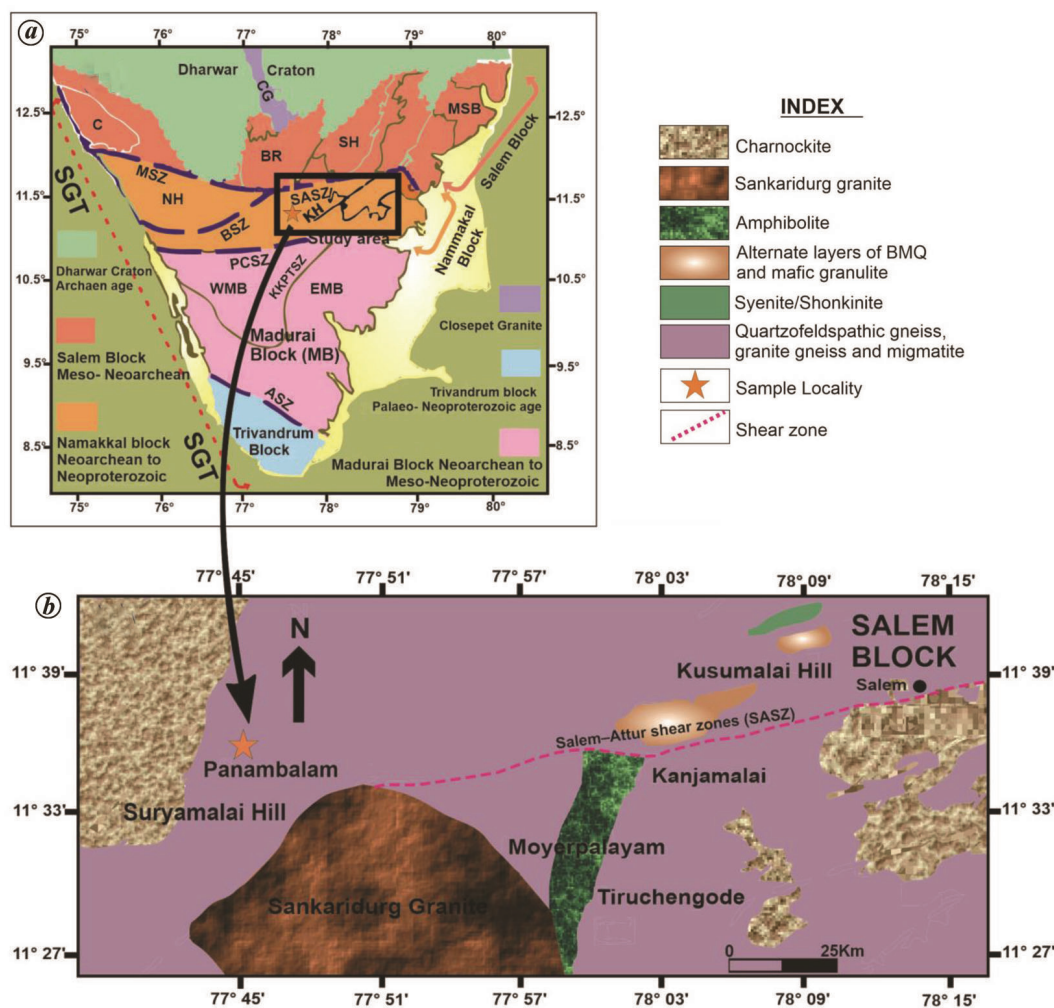 a
75° 76° 77° 78° 79° 80°
Dharwar Craton
CG
MSB
12.5°
12.5°
C
BR
SH
Salem Block
MSZ
11.5°
11.5°
NH
SASZ
KH
BSZ
Study area
Nammakal
Block
SGT
PCSZ
Dharwar Craton
Archaen age
WMB
KKPTSZ
EMB
10.5°
10.5°
Closepet Granite
Salem Block
Meso- Neoarchean
Madurai
Block (MB)
9.5°
9.5°
Trivandrum block
Palaeo- Neoproterozoic age
ASZ
Namakkal block
Neoarchean to
Neoproterozoic
SGT
Trivandrum
Block
8.5°
8.5°
Madurai Block Neoarchean to
Meso-Neoproterozoic
75° 76° 77° 78° 79° 80°
INDEX
Charnockite
Sankaridurg granite
Amphibolite
Alternate layers of BMQ
and mafic granulite
Syenite/Shonkinite
Quartzofeldspathic gneiss,
granite gneiss and migmatite
Sample Locality
Shear zone
b
77° 45' 77° 51' 77° 57' 78° 03' 78° 09' 78° 15'
N
SALEM
BLOCK
11° 39'
11° 39'
Kusumalai Hill
Salem
Salem–Attur shear zones (SASZ)
Panambalam
Kanjamalai
11° 33'
11° 33'
Suryamalai Hill
Moyerpalayam
Tiruchengode
Sankaridurg Granite
11° 27'
11° 27'
0 25Km
77° 45' 77° 51' 77° 57' 78° 03' 78° 09' 78° 15'